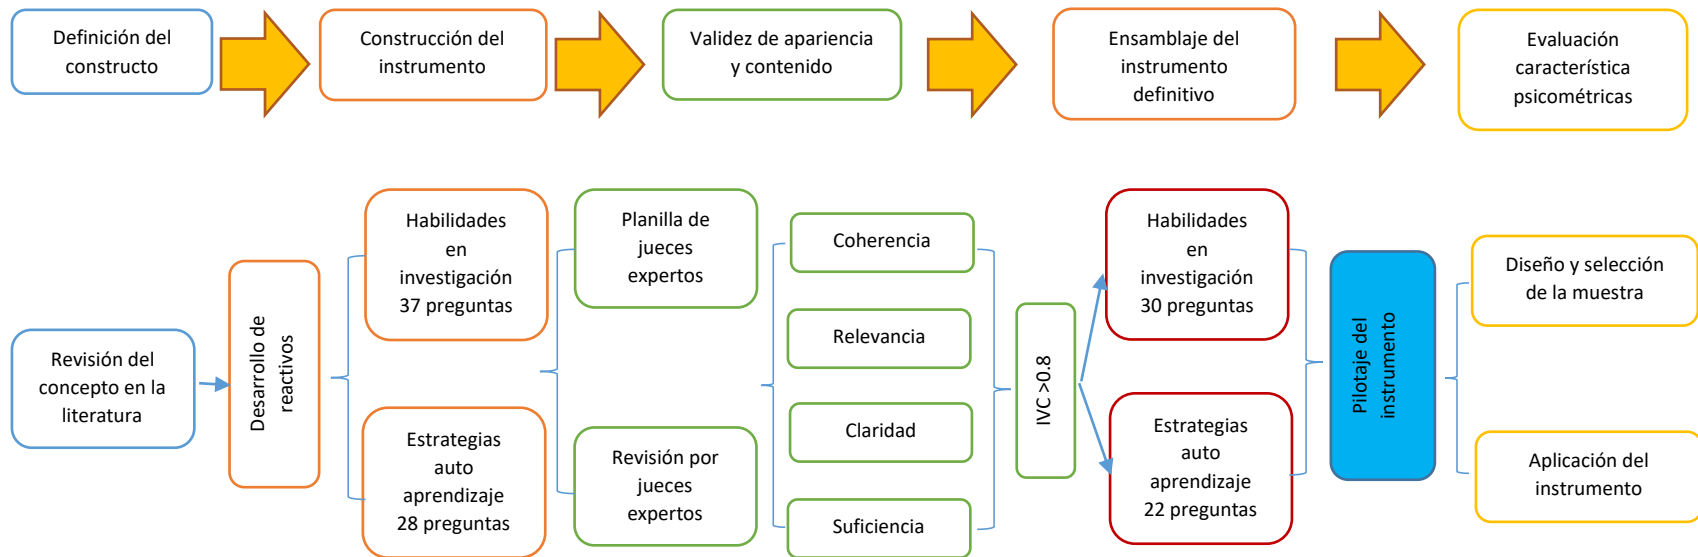 Definición del
constructo
Construcción del
instrumento
Validez de apariencia
y contenido
Ensamblaje del
instrumento
definitivo
Evaluación
característica
psicométricas
Revisión del
concepto en la
literatura
Desarrollo de
reactivos
Habilidades
en
investigación
37 preguntas
Estrategias
auto
aprendizaje
28 preguntas
Planilla de
jueces
expertos
Revisión por
jueces
expertos
Coherencia
Relevancia
Claridad
Suficiencia
IVC >0.8
Habilidades
en
investigación
30 preguntas
Estrategias
auto
aprendizaje
22 preguntas
Pilotaje del
instrumento
Diseño y selección
de la muestra
Aplicación del
instrumento